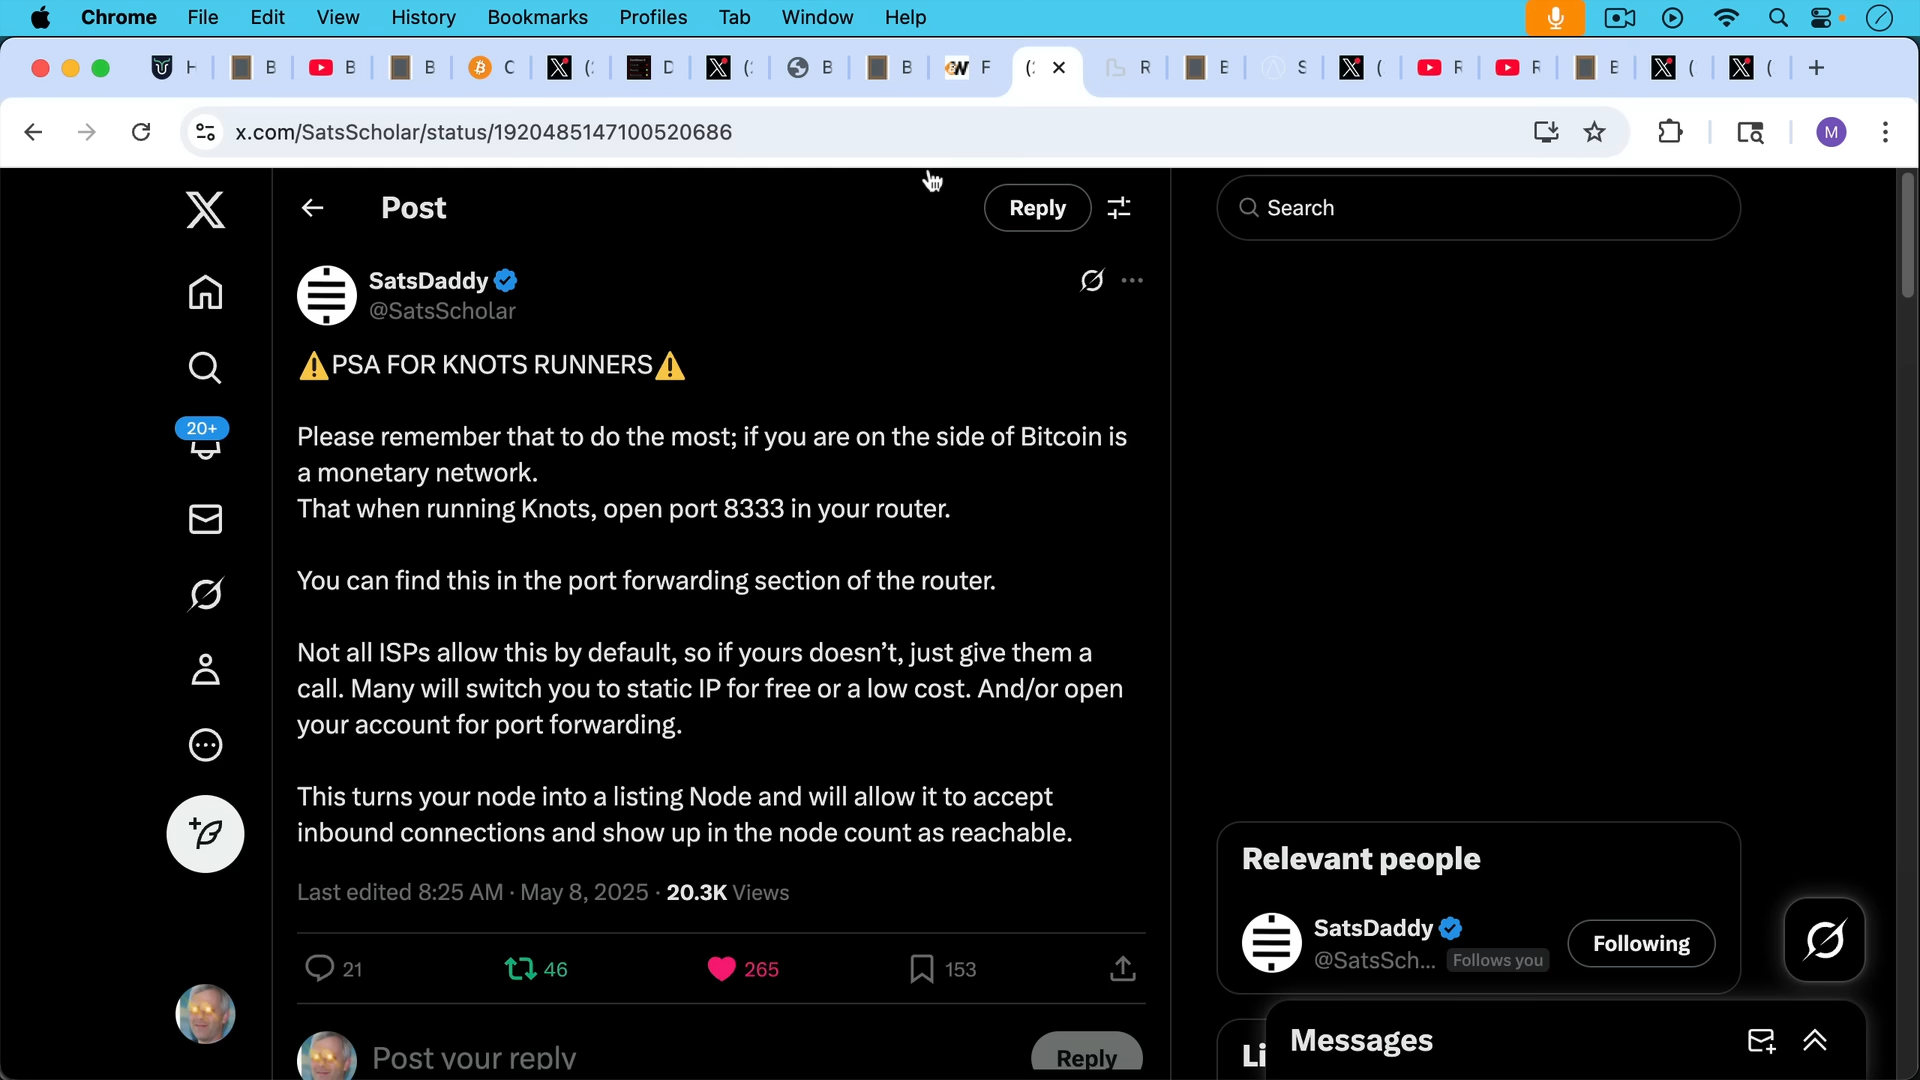 Chrome File Edit View History Bookmarks Profiles Tab Window Help
H B B B C (: D (: B B F (: R B S ( R R B ( (
x.com/SatsScholar/status/1920485147100520686
M
Post
Reply
Search
SatsDaddy
@SatsScholar
⚠️PSA FOR KNOTS RUNNERS⚠️
Please remember that to do the most; if you are on the side of Bitcoin is
a monetary network.
That when running Knots, open port 8333 in your router.
You can find this in the port forwarding section of the router.
Not all ISPs allow this by default, so if yours doesn’t, just give them a
call. Many will switch you to static IP for free or a low cost. And/or open
your account for port forwarding.
This turns your node into a listing Node and will allow it to accept
inbound connections and show up in the node count as reachable.
Last edited 8:25 AM · May 8, 2025 · 20.3K Views
21 46 265 153
Post your reply
Reply
20+
Relevant people
SatsDaddy
@SatsSch... Follows you
Following
Li
Messages